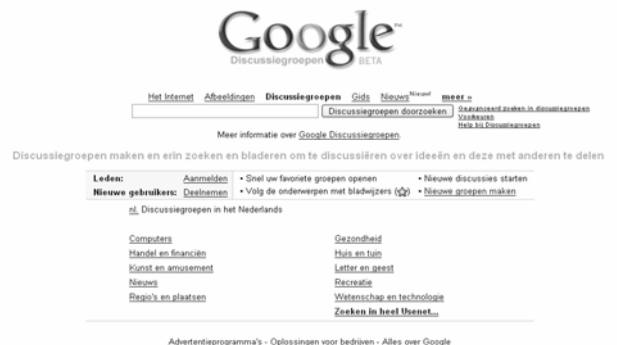 Google™
Discussiegroepen BETA
Het Internet Afbeeldingen Discussiegroepen Gids Nieuws Nieuw! meer »
Discussiegroepen doorzoeken
Geavanceerd zoeken in discussiegroepen
Voorkeuren
Help bij Discussiegroepen
Meer informatie over Google Discussiegroepen.
Discussiegroepen maken en erin zoeken en bladeren om te discussiëren over ideeën en deze met anderen te delen
Leden: Aanmelden • Snel uw favoriete groepen openen • Nieuwe discussies starten
Nieuwe gebruikers: Deelnemen • Volg de onderwerpen met bladwijzers (☆) • Nieuwe groepen maken
nl. Discussiegroepen in het Nederlands
Computers Gezondheid
Handel en financiën Huis en tuin
Kunst en amusement Letter en geest
Nieuws Recreatie
Regio's en plaatsen Wetenschap en technologie
Zoeken in heel Usenet...
Advertentieprogramma's - Oplossingen voor bedrijven - Alles over Google